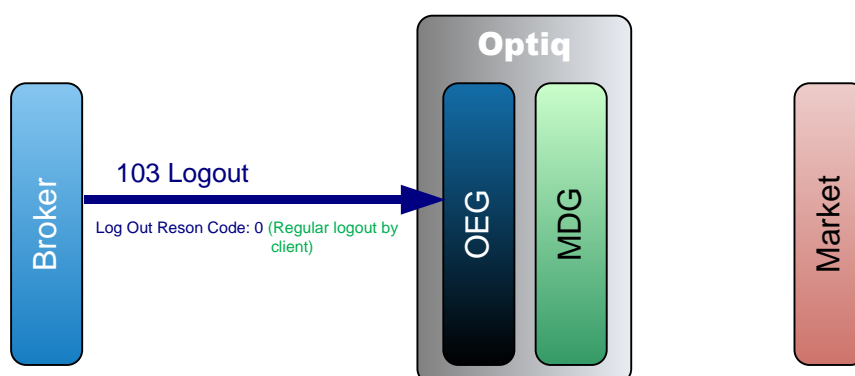 Optiq
103 Logout
Log Out Reson Code: 0 (Regular logout by
client)
Broker
OEG
MDG
Market